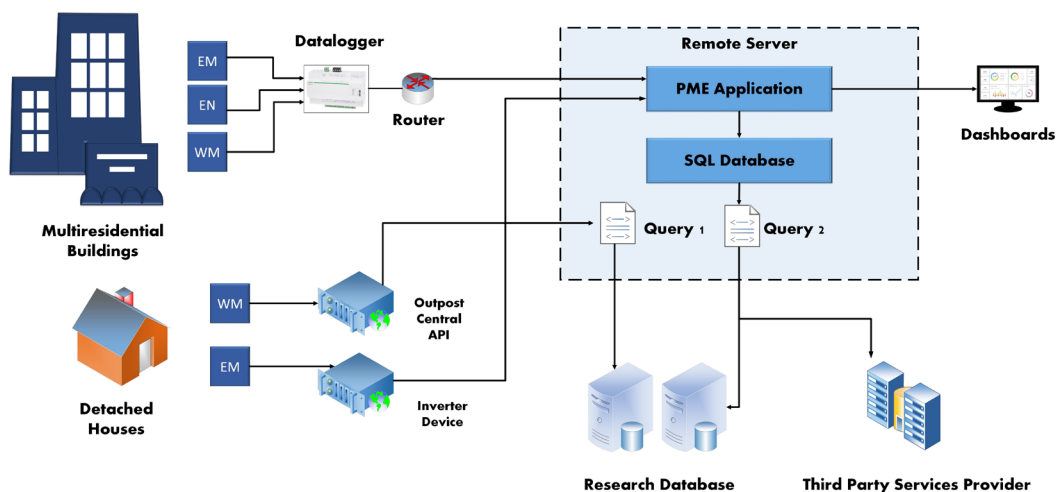 Datalogger
Remote Server
EM
PME Application
EN
Router
Dashboards
WM
SQL Database
Multiresidential
Buildings
Query 1
Query 2
WM
Outpost
Central
API
EM
Detached
Houses
Inverter
Device
Research Database
Third Party Services Provider